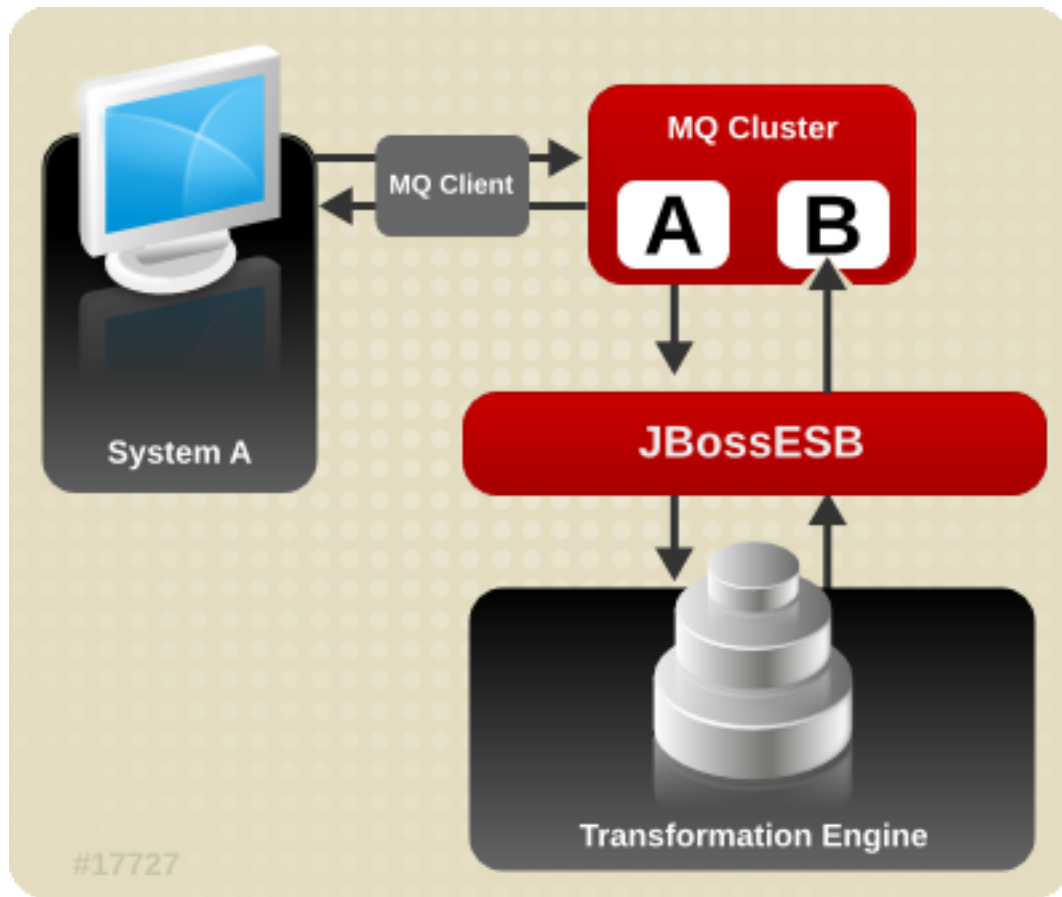 MQ Cluster
MQ Client
A B
JBossESB
System A
Transformation Engine
#17727